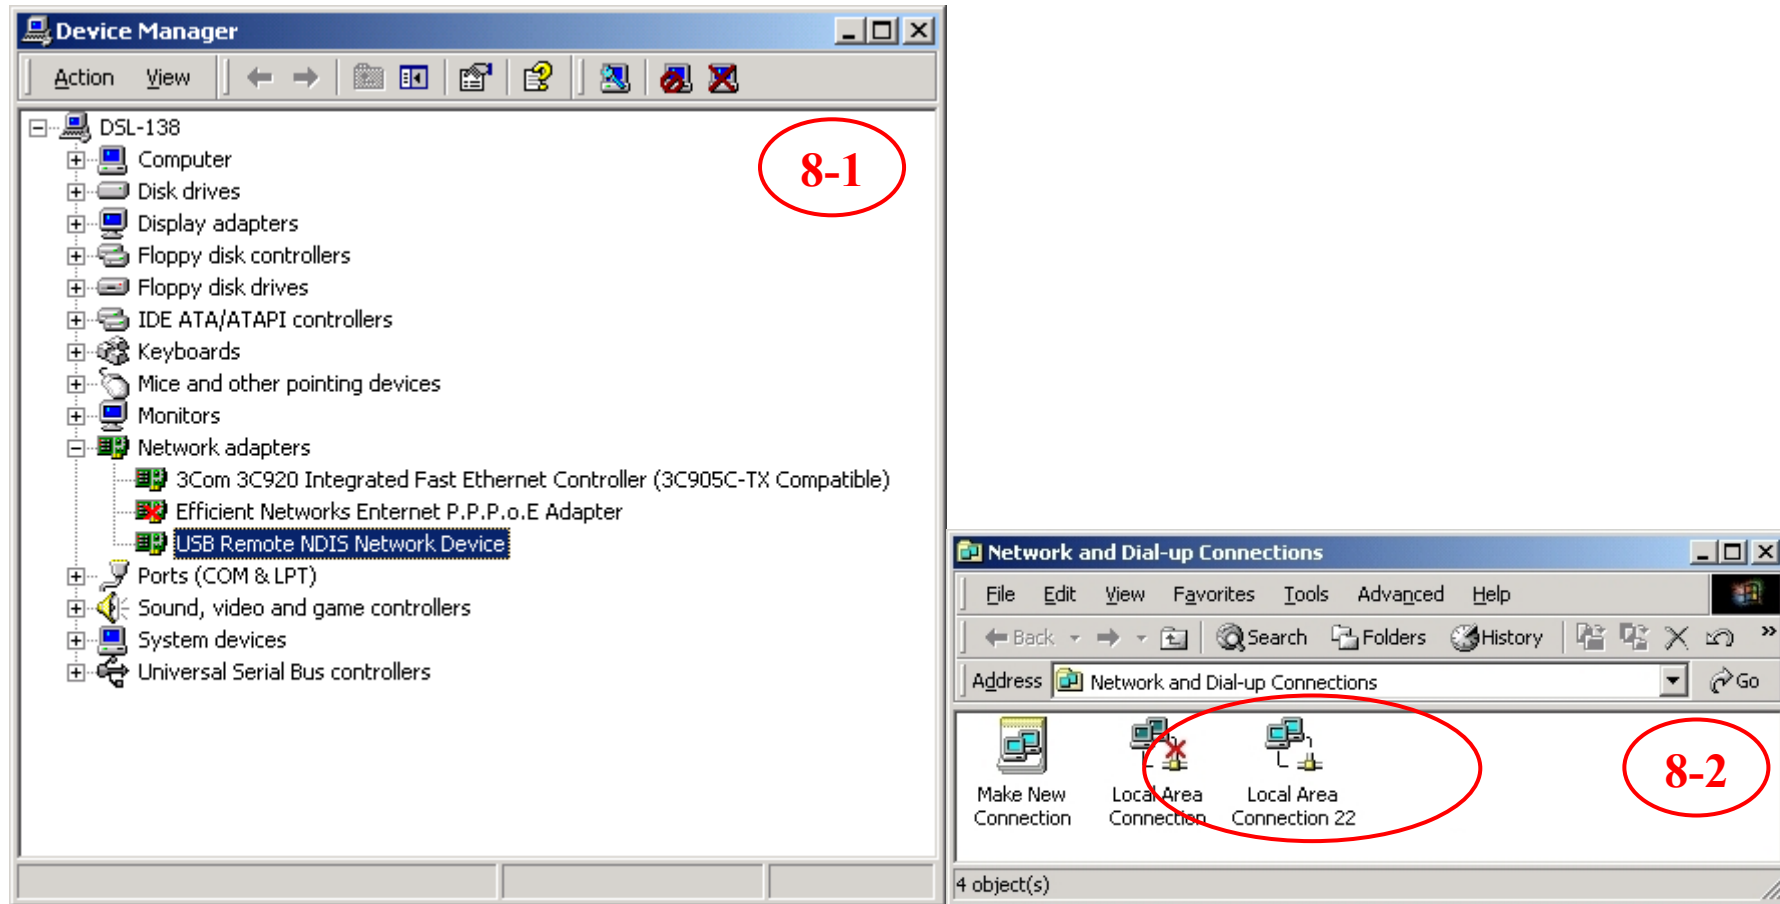 Device Manager
Action View
DSL-138
Computer
Disk drives
Display adapters
Floppy disk controllers
Floppy disk drives
IDE ATA/ATAPI controllers
Keyboards
Mice and other pointing devices
Monitors
Network adapters
3Com 3C920 Integrated Fast Ethernet Controller (3C905C-TX Compatible)
Efficient Networks Enternet P.P.P.o.E Adapter
USB Remote NDIS Network Device
Ports (COM & LPT)
Sound, video and game controllers
System devices
Universal Serial Bus controllers
8-1
Network and Dial-up Connections
File Edit View Favorites Tools Advanced Help
Back Search Folders History »
Address Network and Dial-up Connections Go
Make New
Connection
Local Area
Connection
Local Area
Connection 22
8-2
4 object(s)